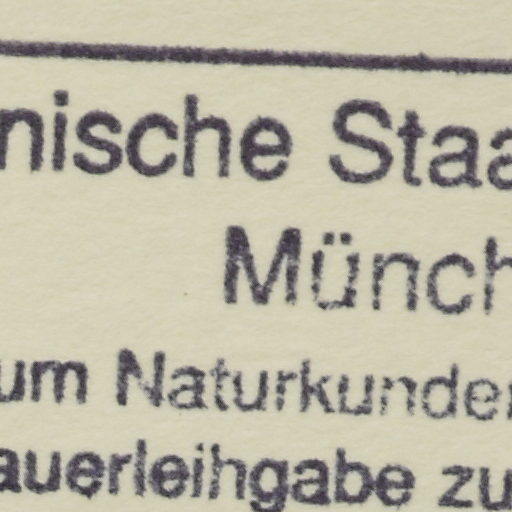 nische Staa
Münch
um Naturkunde
auerleihgabe zu